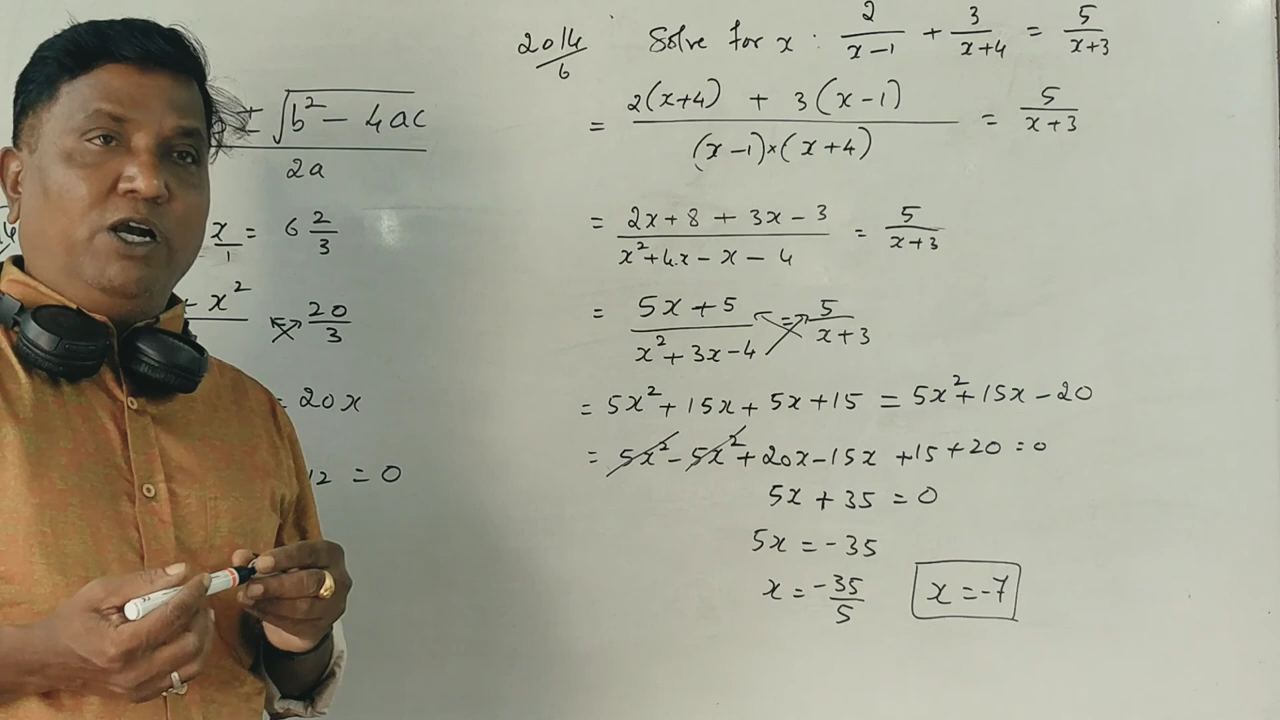 ± √b² - 4ac
2a
x/1 = 6 2/3
- x²
20/3
= 20x
12 = 0
2014/6 Solve for x : 2/(x-1) + 3/(x+4) = 5/(x+3)
= (2(x+4) + 3(x-1))/((x-1)×(x+4)) = 5/(x+3)
= (2x+8+3x-3)/(x²+4x-x-4) = 5/(x+3)
= (5x+5)/(x²+3x-4) = 5/(x+3)
= 5x²+15x+5x+15 = 5x²+15x-20
= 5x²-5x²+20x-15x+15+20=0
5x+35=0
5x=-35
x=-35/5 x=-7